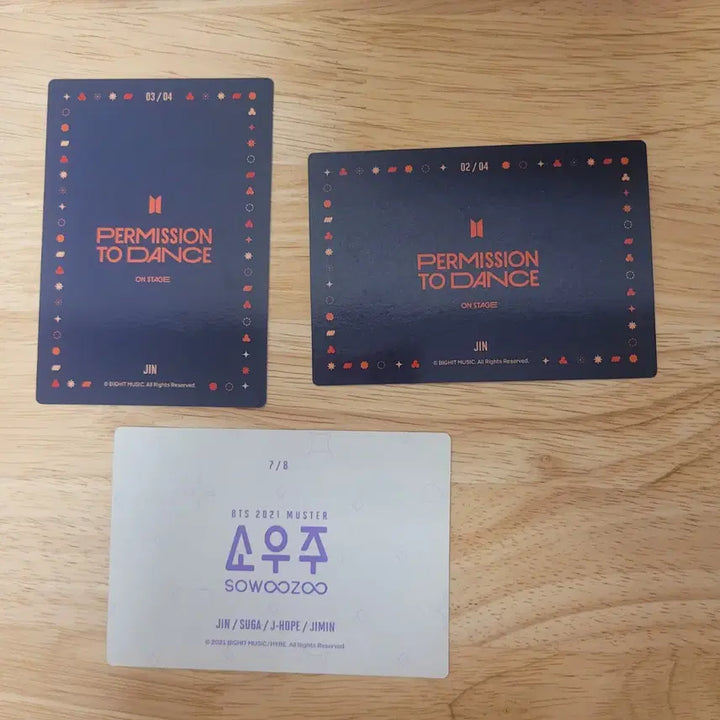 03/04
PERMISSION
TO DANCE
ON STAGE
JIN
© BIGHIT MUSIC. All Rights Reserved.
02/04
PERMISSION
TO DANCE
ON STAGE
JIN
© BIGHIT MUSIC. All Rights Reserved.
7/8
BTS 2021 MUSTER
소우주
SOWOOZOO
JIN / SUGA / J-HOPE / JIMIN
© 2021 BIGHIT MUSIC/HYBE. All Rights Reserved.